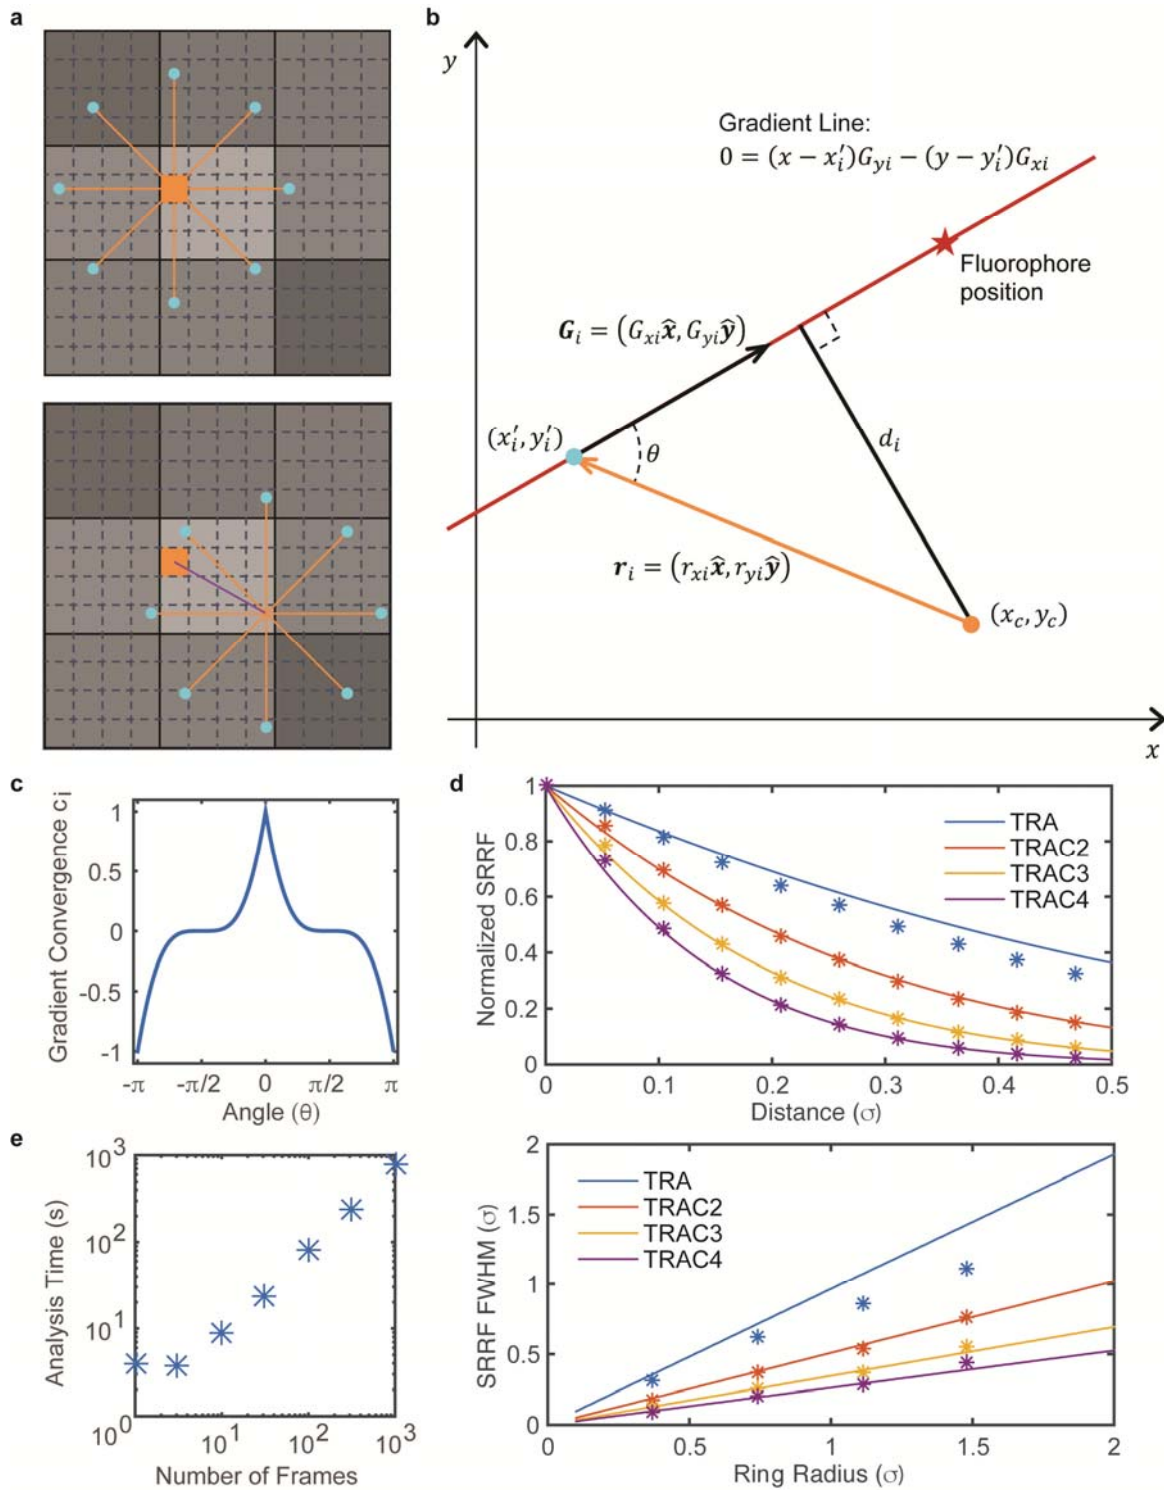 a
b
y
Gradient Line:
0 = (x − x′ᵢ)G_yi − (y − y′ᵢ)G_xi
Fluorophore
position
𝑮ᵢ = (G_xi x̂, G_yi ŷ)
(x′ᵢ, y′ᵢ)
θ
dᵢ
𝒓ᵢ = (r_xi x̂, r_yi ŷ)
(x_c, y_c)
x
c
Gradient Convergence cᵢ
1
0.5
0
-0.5
-1
-π
-π/2
0
π/2
π
Angle (θ)
d
Normalized SRRF
1
0.8
0.6
0.4
0.2
0
TRA
TRAC2
TRAC3
TRAC4
0
0.1
0.2
0.3
0.4
0.5
Distance (σ)
e
Analysis Time (s)
10³
10²
10¹
10⁰
10¹
10²
10³
Number of Frames
SRRF FWHM (σ)
2
1.5
1
0.5
0
TRA
TRAC2
TRAC3
TRAC4
0
0.5
1
1.5
2
Ring Radius (σ)